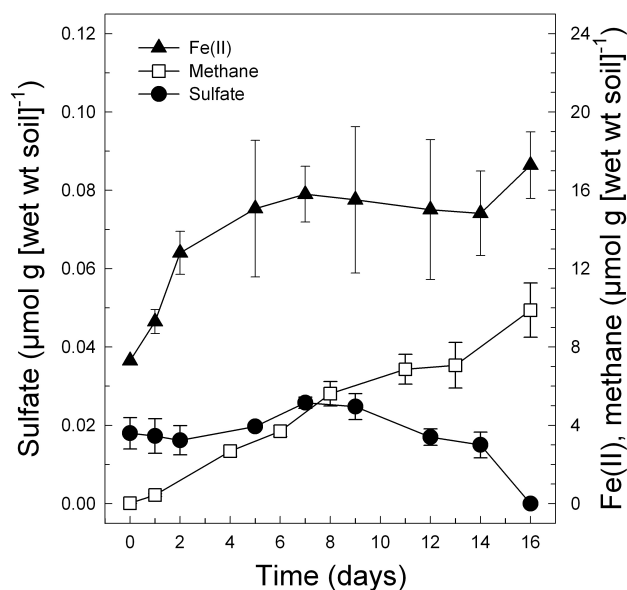 Fe(II)
Methane
Sulfate
0.12
0.10
0.08
0.06
0.04
0.02
0.00
24
20
16
12
8
4
0
0 2 4 6 8 10 12 14 16
Time (days)
Sulfate (µmol g [wet wt soil]⁻¹)
Fe(II), methane (µmol g [wet wt soil]⁻¹)